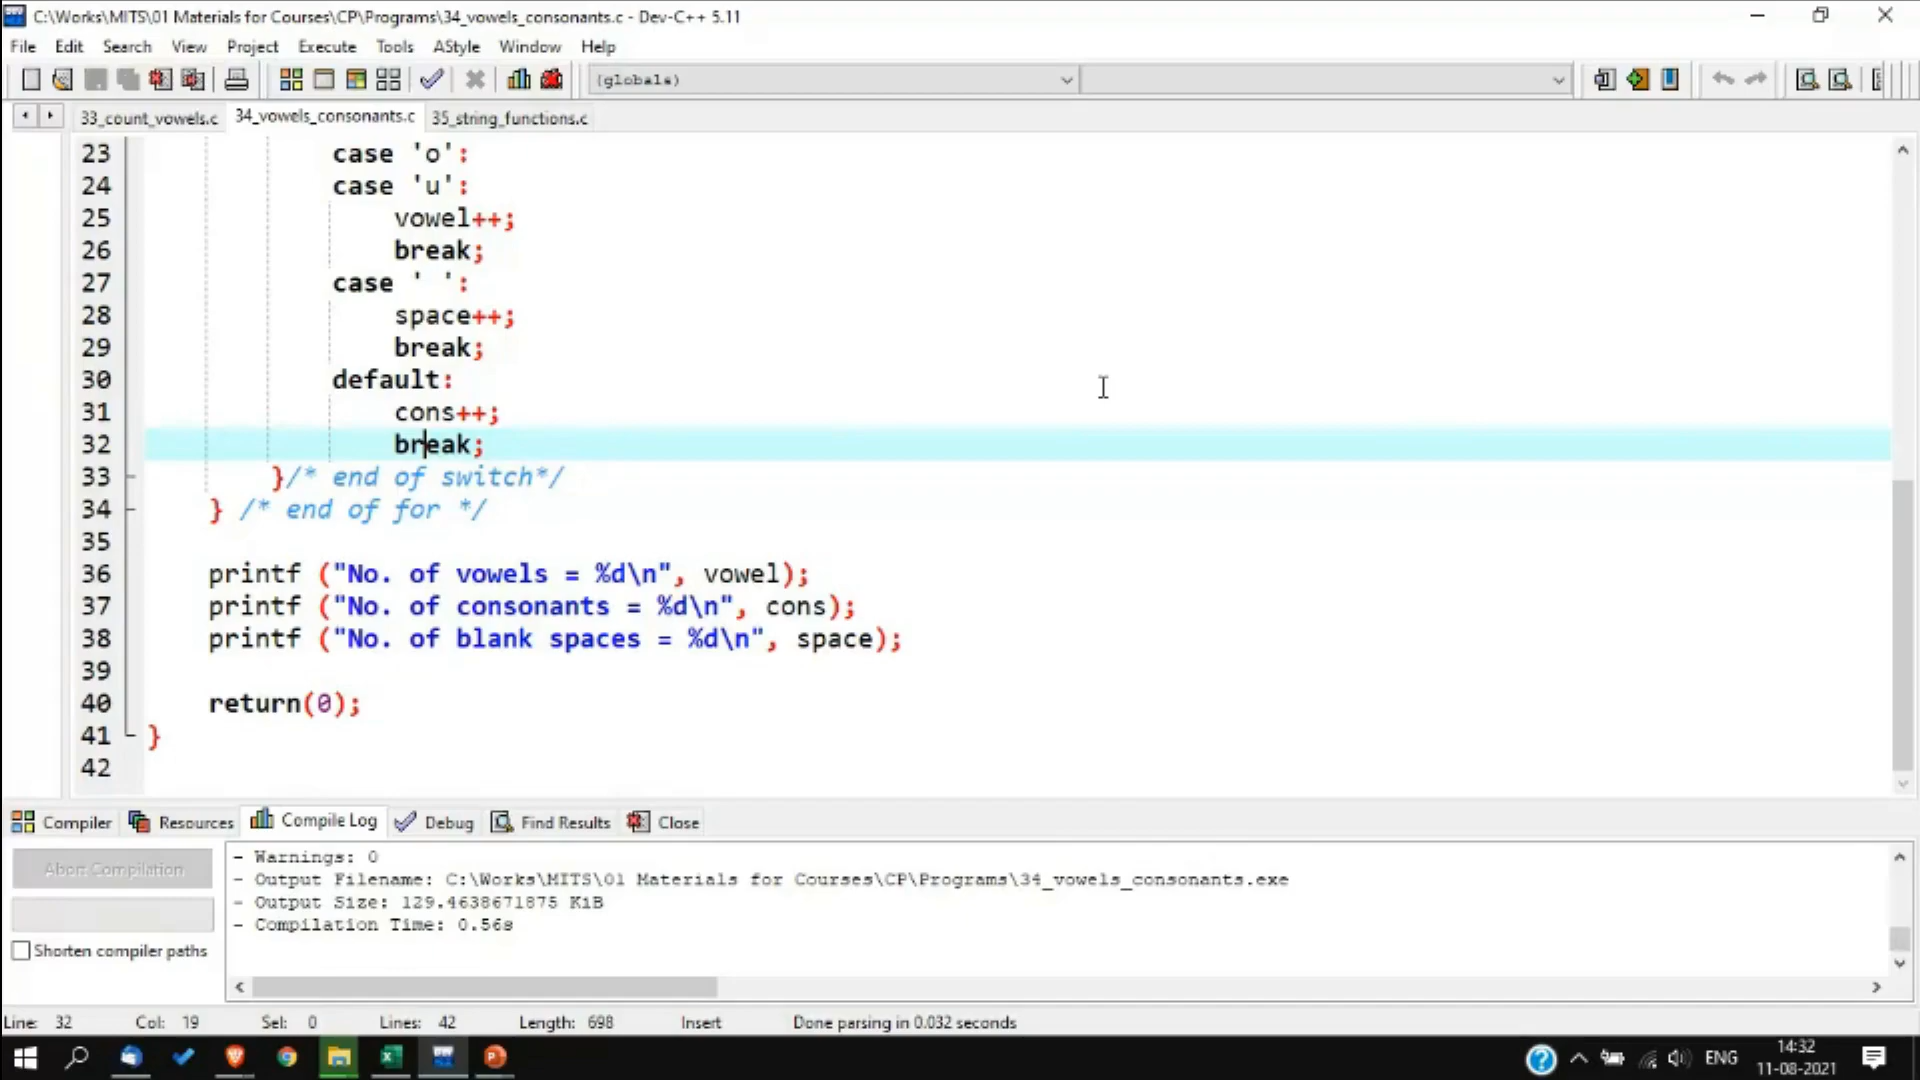 C:\Works\MITS\01 Materials for Courses\CP\Programs\34_vowels_consonants.c - Dev-C++ 5.11
File Edit Search View Project Execute Tools AStyle Window Help
(globals)
33_count_vowels.c 34_vowels_consonants.c 35_string_functions.c
23 case 'o':
24 case 'u':
25 vowel++;
26 break;
27 case ' ':
28 space++;
29 break;
30 default:
31 cons++;
32 break;
33 }/* end of switch*/
34 } /* end of for */
35
36 printf ("No. of vowels = %d\n", vowel);
37 printf ("No. of consonants = %d\n", cons);
38 printf ("No. of blank spaces = %d\n", space);
39
40 return(0);
41 }
42
Compiler Resources Compile Log Debug Find Results Close
Abort Compilation
Shorten compiler paths
- Warnings: 0
- Output Filename: C:\Works\MITS\01 Materials for Courses\CP\Programs\34_vowels_consonants.exe
- Output Size: 129.4638671875 KiB
- Compilation Time: 0.56s
Line: 32 Col: 19 Sel: 0 Lines: 42 Length: 698 Insert Done parsing in 0.032 seconds
ENG 14:32
11-08-2021